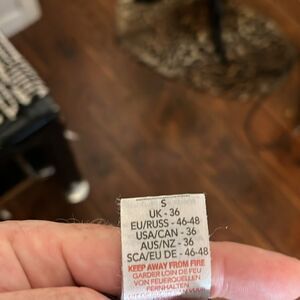 S
UK - 36
EU/RUSS - 46-48
USA/CAN - 36
AUS/NZ - 36
SCA/EU DE - 46-48
KEEP AWAY FROM FIRE
GARDER LOIN DE FEU
VON FEUERQUELLEN
FERNHALTEN